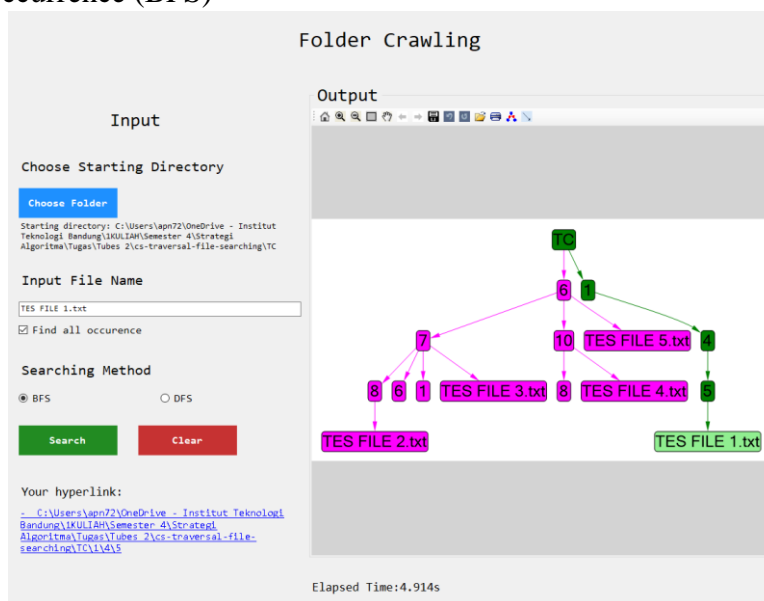 ccurrence (BFS)
Folder Crawling
Output
Input
Choose Starting Directory
Choose Folder
Starting directory: C:\Users\apn72\OneDrive - Institut
Teknologi Bandung\1KULIAH\Semester 4\Strategi
Algoritma\Tugas\Tubes 2\cs-traversal-file-searching\TC
Input File Name
TES FILE 1.txt
Find all occurence
Searching Method
BFS
DFS
Search
Clear
Your hyperlink:
- C:\Users\apn72\OneDrive - Institut Teknologi
Bandung\1KULIAH\Semester 4\Strategi
Algoritma\Tugas\Tubes 2\cs-traversal-file-
searching\TC\1\4\5
TC
6 1
7 10 TES FILE 5.txt 4
8 6 1 TES FILE 3.txt 8 TES FILE 4.txt 5
TES FILE 2.txt TES FILE 1.txt
Elapsed Time:4.914s